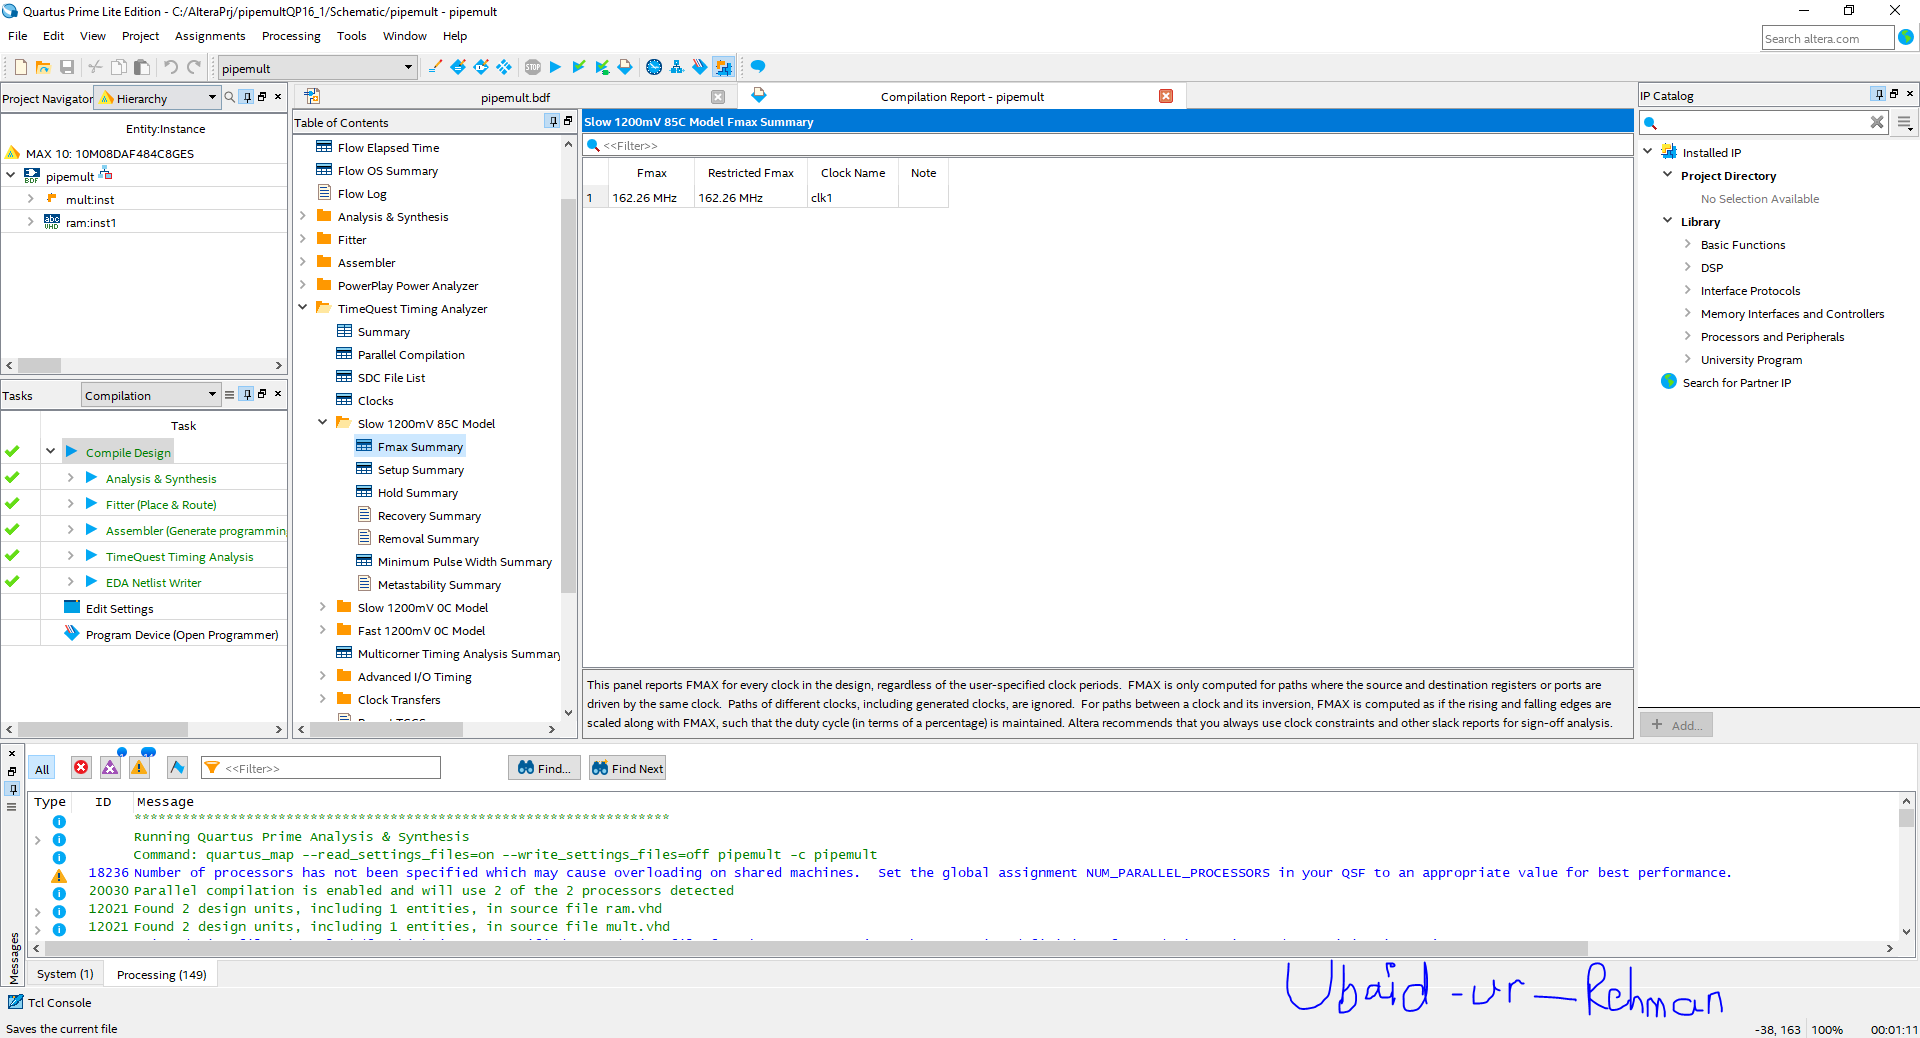 Quartus Prime Lite Edition - C:/AlteraPrj/pipemultQP16_1/Schematic/pipemult - pipemult
File Edit View Project Assignments Processing Tools Window Help
Search altera.com
pipemult
Project Navigator Hierarchy
Entity:Instance
MAX 10: 10M08DAF484C8GES
pipemult
mult:inst
ram:inst1
Tasks Compilation
Task
Compile Design
Analysis & Synthesis
Fitter (Place & Route)
Assembler (Generate programmin
TimeQuest Timing Analysis
EDA Netlist Writer
Edit Settings
Program Device (Open Programmer)
pipemult.bdf
Compilation Report - pipemult
Table of Contents
Flow Elapsed Time
Flow OS Summary
Flow Log
Analysis & Synthesis
Fitter
Assembler
PowerPlay Power Analyzer
TimeQuest Timing Analyzer
Summary
Parallel Compilation
SDC File List
Clocks
Slow 1200mV 85C Model
Fmax Summary
Setup Summary
Hold Summary
Recovery Summary
Removal Summary
Minimum Pulse Width Summary
Metastability Summary
Slow 1200mV 0C Model
Fast 1200mV 0C Model
Multicorner Timing Analysis Summary
Advanced I/O Timing
Clock Transfers
Slow 1200mV 85C Model Fmax Summary
<<Filter>>
Fmax Restricted Fmax Clock Name Note
1 162.26 MHz 162.26 MHz clk1
This panel reports FMAX for every clock in the design, regardless of the user-specified clock periods. FMAX is only computed for paths where the source and destination registers or ports are
driven by the same clock. Paths of different clocks, including generated clocks, are ignored. For paths between a clock and its inversion, FMAX is computed as if the rising and falling edges are
scaled along with FMAX, such that the duty cycle (in terms of a percentage) is maintained. Altera recommends that you always use clock constraints and other slack reports for sign-off analysis.
IP Catalog
Installed IP
Project Directory
No Selection Available
Library
Basic Functions
DSP
Interface Protocols
Memory Interfaces and Controllers
Processors and Peripherals
University Program
Search for Partner IP
+ Add...
All <<Filter>> Find... Find Next
Type ID Message
*******************************************************************
Running Quartus Prime Analysis & Synthesis
Command: quartus_map --read_settings_files=on --write_settings_files=off pipemult -c pipemult
18236 Number of processors has not been specified which may cause overloading on shared machines. Set the global assignment NUM_PARALLEL_PROCESSORS in your QSF to an appropriate value for best performance.
20030 Parallel compilation is enabled and will use 2 of the 2 processors detected
12021 Found 2 design units, including 1 entities, in source file ram.vhd
12021 Found 2 design units, including 1 entities, in source file mult.vhd
Messages
System (1) Processing (149)
Ubaid-ur-Rehman
Tcl Console
Saves the current file
-38, 163 100% 00:01:11